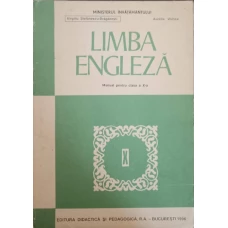 MINISTERUL ÎNVĂȚĂMÂNTULUI
LIMBA
ENGLEZĂ
Manual pentru clasa a X-a
X
EDITURA DIDACTICĂ ȘI PEDAGOGICĂ, R.A. - BUCUREȘTI